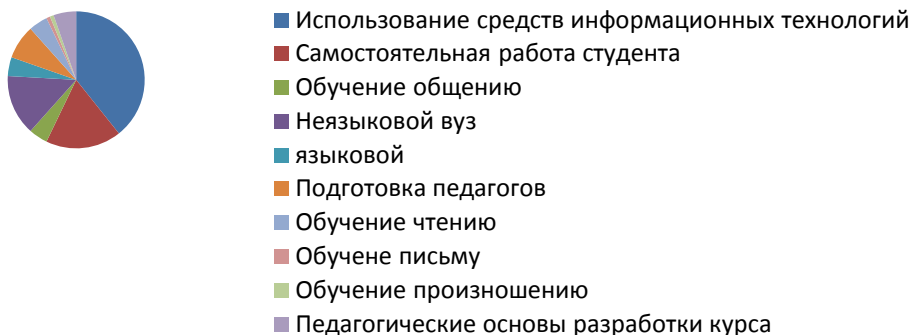 Использование средств информационных технологий
Самостоятельная работа студента
Обучение общению
Неязыковой вуз
языковой
Подготовка педагогов
Обучение чтению
Обучене письму
Обучение произношению
Педагогические основы разработки курса